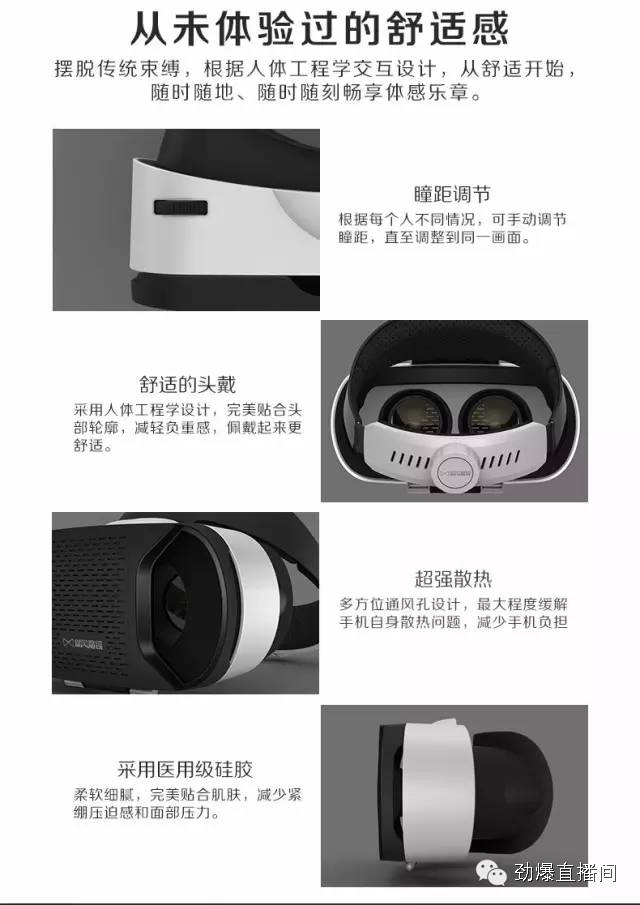 从未体验过的舒适感
摆脱传统束缚，根据人体工程学交互设计，从舒适开始，
随时随地、随时随刻畅享体感乐章。
瞳距调节
根据每个人不同情况，可手动调节
瞳距，直至调整到同一画面。
舒适的头戴
采用人体工程学设计，完美贴合头
部轮廓，减轻负重感，佩戴起来更
舒适。
暴风魔镜
超强散热
多方位通风孔设计，最大程度缓解
手机自身散热问题，减少手机负担
采用医用级硅胶
柔软细腻，完美贴合肌肤，减少紧
绷压迫感和面部压力。
劲爆直播间